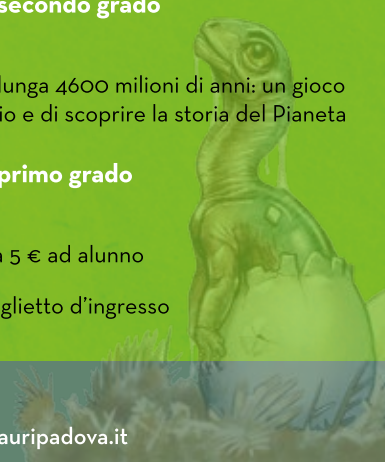 secondo grado
lunga 4600 milioni di anni: un gioco
io e di scoprire la storia del Pianeta
primo grado
a 5 € ad alunno
glietto d'ingresso
auripadova.it